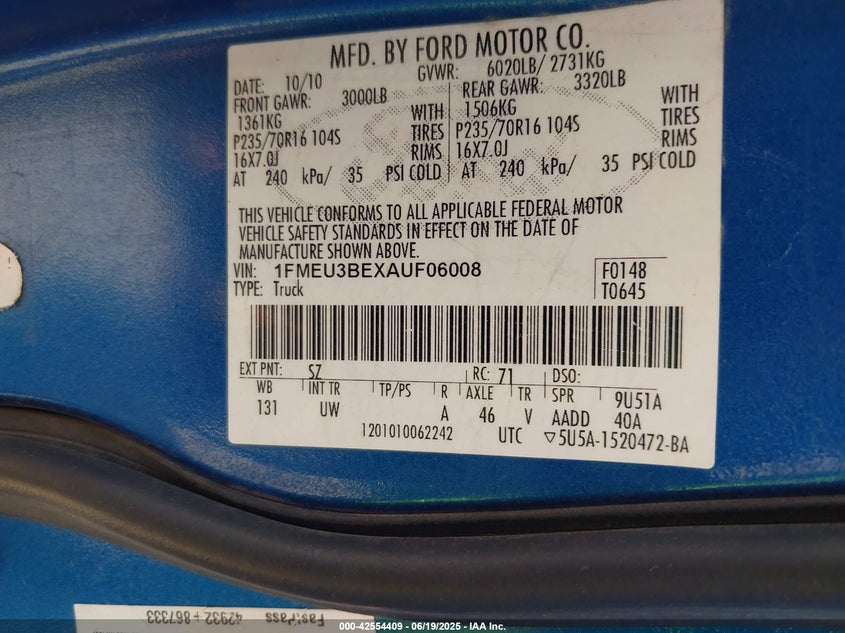 MFD. BY FORD MOTOR CO.
DATE: 10/10 GVWR: 6020LB/ 2731KG
FRONT GAWR: 3000LB REAR GAWR: 3320LB
1361KG WITH 1506KG WITH
P235/70R16 104S TIRES P235/70R16 104S TIRES
16X7.0J RIMS 16X7.0J RIMS
AT 240 kPa/ 35 PSI COLD AT 240 kPa/ 35 PSI COLD
THIS VEHICLE CONFORMS TO ALL APPLICABLE FEDERAL MOTOR
VEHICLE SAFETY STANDARDS IN EFFECT ON THE DATE OF
MANUFACTURE SHOWN ABOVE.
VIN: 1FMEU3BEXAUF06008 F0148
TYPE: Truck T0645
EXT PNT: SZ RC: 71 DSO:
WB INT TR TP/PS R AXLE TR SPR 9U51A
131 UW A 46 V AADD 40A
1201010062242 UTC ▽5U5A-1520472-BA
FastPass 42932+867333
000-42554409 - 06/19/2025 - IAA Inc.